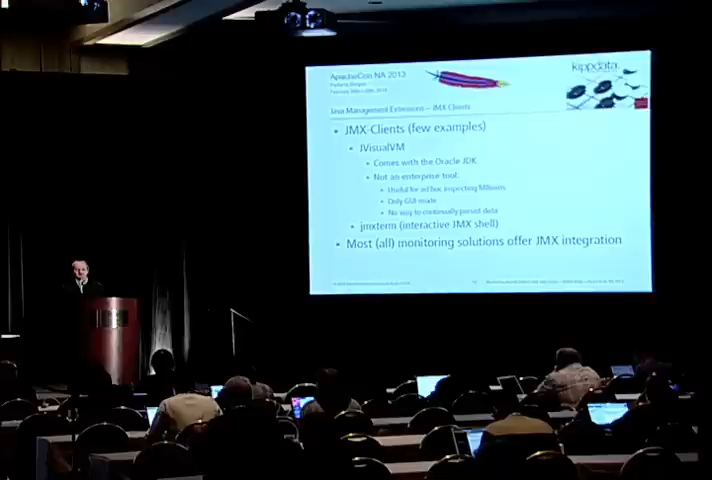 ApacheCon NA 2013
kippdata
Java Management Extensions – JMX Clients
• JMX-Clients (few examples)
• JVisualVM
• Comes with the Oracle JDK
• Not an enterprise tool:
• Useful for ad hoc inspecting MBeans
• Only GUI mode
• No way to continually persist data
• jmxterm (interactive JMX shell)
• Most (all) monitoring solutions offer JMX integration